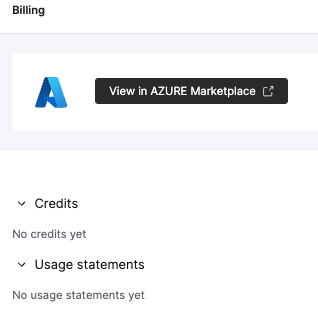 Billing
View in AZURE Marketplace
Credits
No credits yet
Usage statements
No usage statements yet